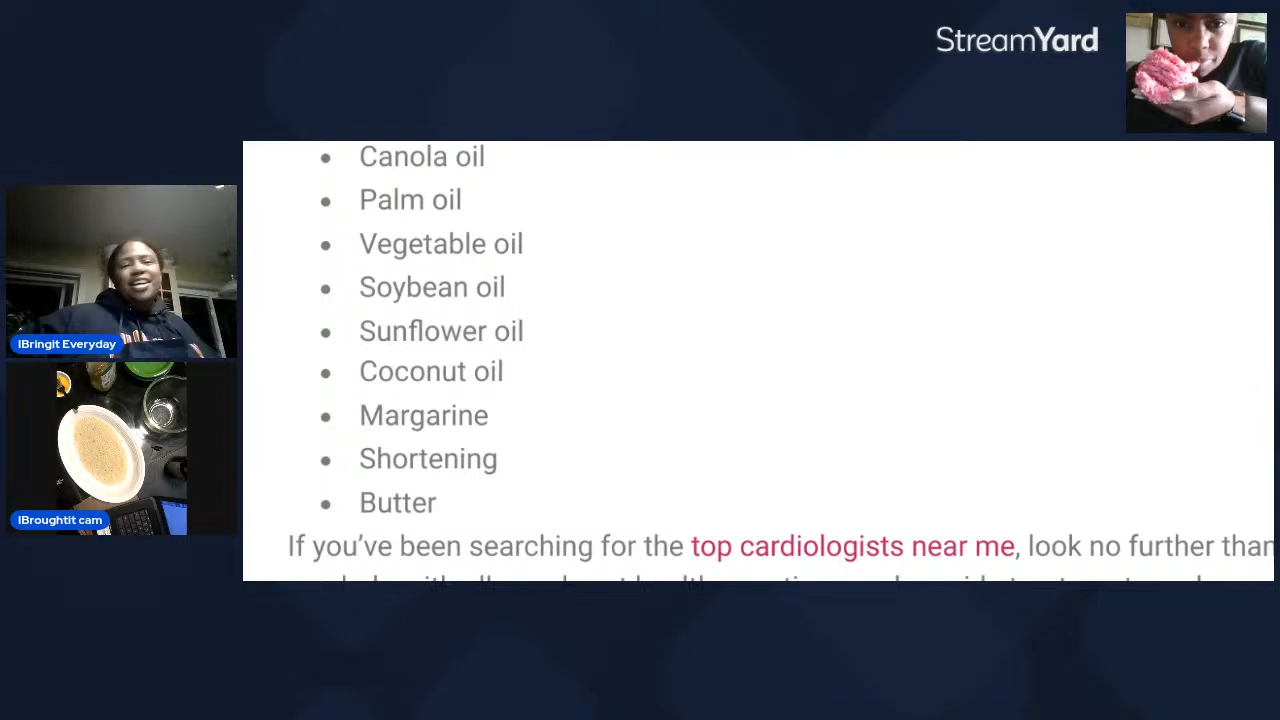 StreamYard
Canola oil
Palm oil
Vegetable oil
Soybean oil
Sunflower oil
Coconut oil
Margarine
Shortening
Butter
If you’ve been searching for the top cardiologists near me, look no further than
IBringit Everyday
IBroughtit cam